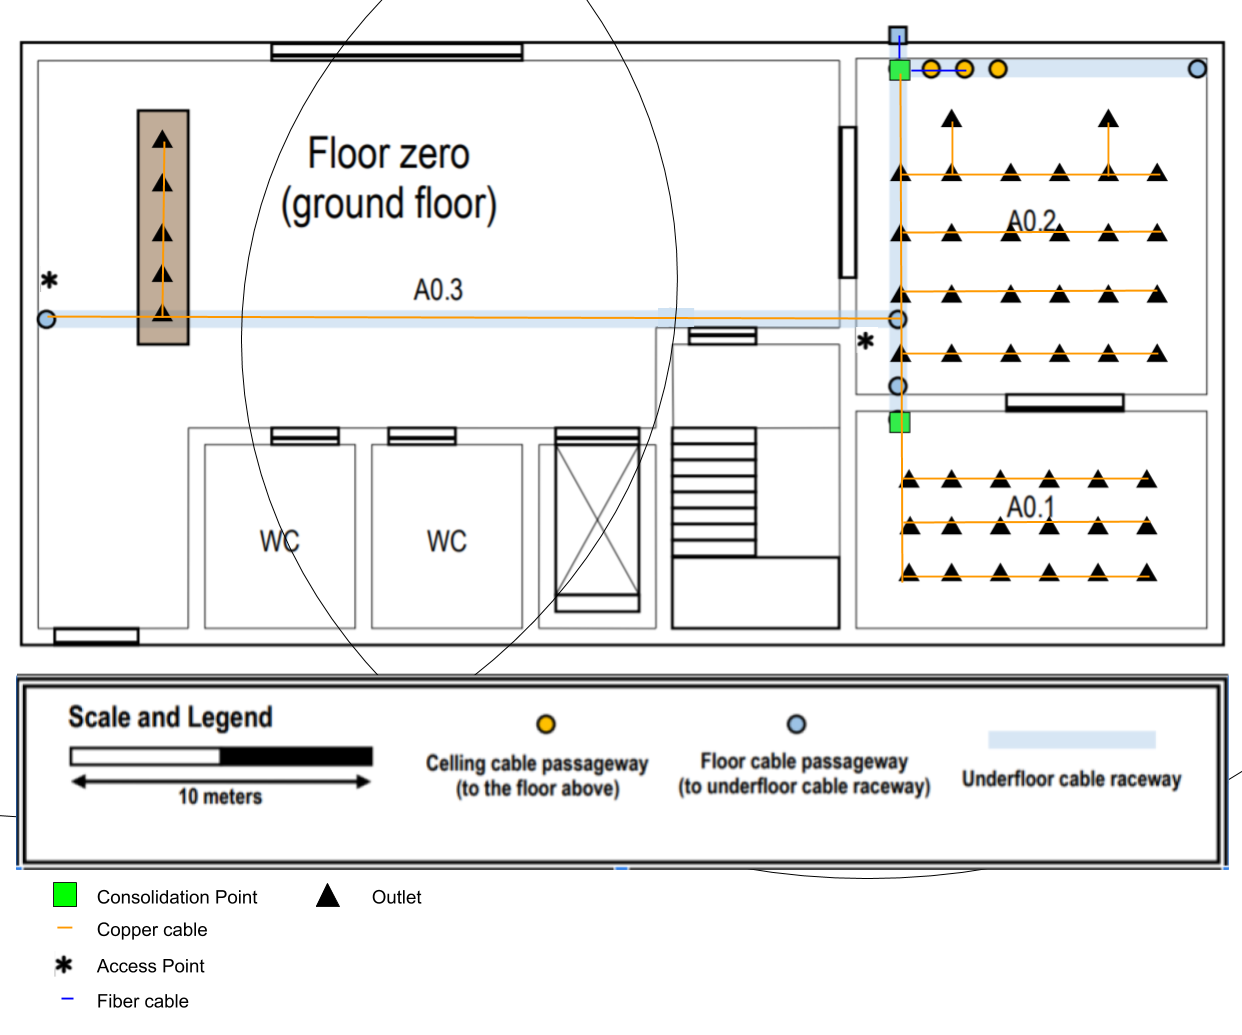 Floor zero
(ground floor)
A0.2
A0.3
A0.1
WC
WC
Scale and Legend
10 meters
Celling cable passageway
(to the floor above)
Floor cable passageway
(to underfloor cable raceway)
Underfloor cable raceway
Consolidation Point
Outlet
Copper cable
Access Point
Fiber cable